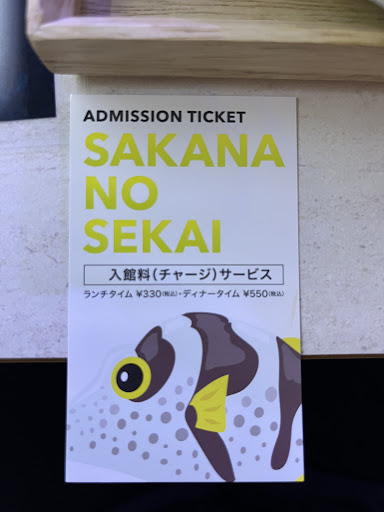 ADMISSION TICKET
SAKANA
NO
SEKAI
入館料(チャージ)サービス
ランチタイム ¥330(税込)・ディナータイム ¥550(税込)